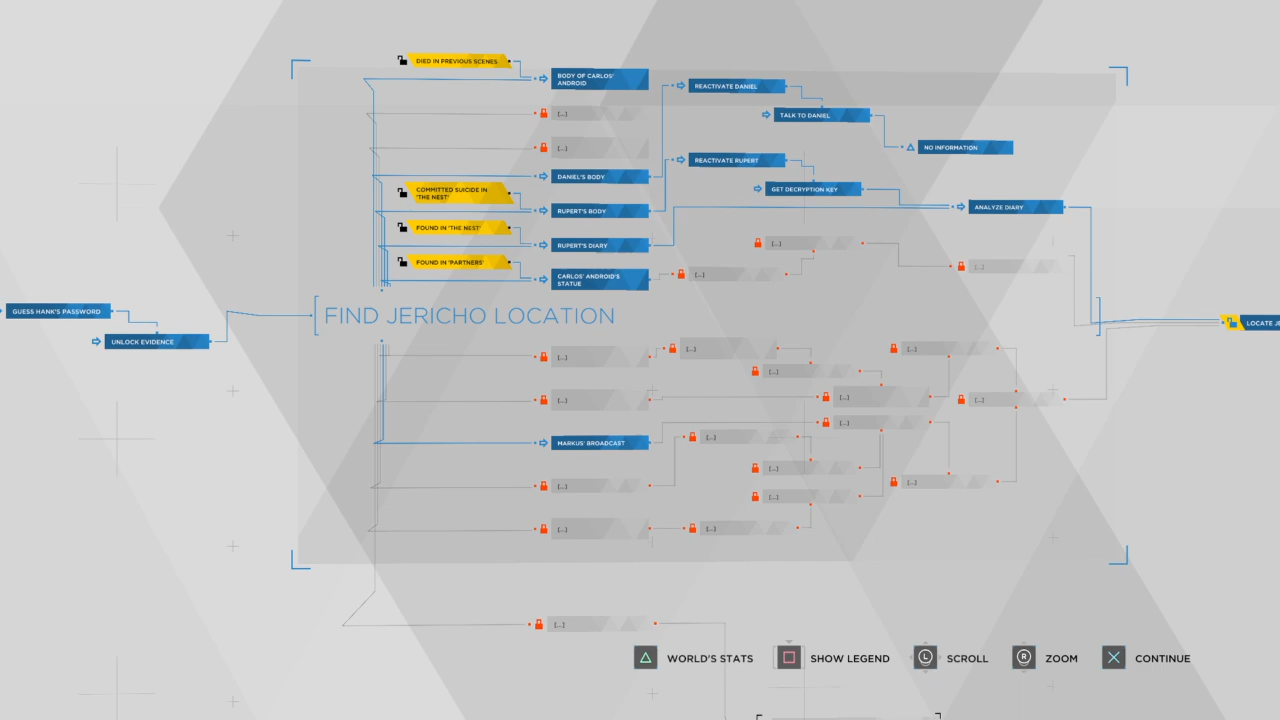 DIED IN PREVIOUS SCENES
BODY OF CARLOS'
ANDROID
REACTIVATE DANIEL
[...]
TALK TO DANIEL
[...]
NO INFORMATION
REACTIVATE RUPERT
DANIEL'S BODY
COMMITTED SUICIDE IN
'THE NEST'
GET DECRYPTION KEY
RUPERT'S BODY
ANALYZE DIARY
FOUND IN 'THE NEST'
RUPERT'S DIARY
[...]
FOUND IN 'PARTNERS'
[...]
CARLOS' ANDROID'S
STATUE
[...]
GUESS HANK'S PASSWORD
FIND JERICHO LOCATION
LOCATE JE
UNLOCK EVIDENCE
[...]
[...]
[...]
[...]
[...]
[...]
[...]
[...]
[...]
[...]
MARKUS' BROADCAST
[...]
[...]
[...]
[...]
[...]
[...]
[...]
WORLD'S STATS
SHOW LEGEND
L
SCROLL
R
ZOOM
CONTINUE